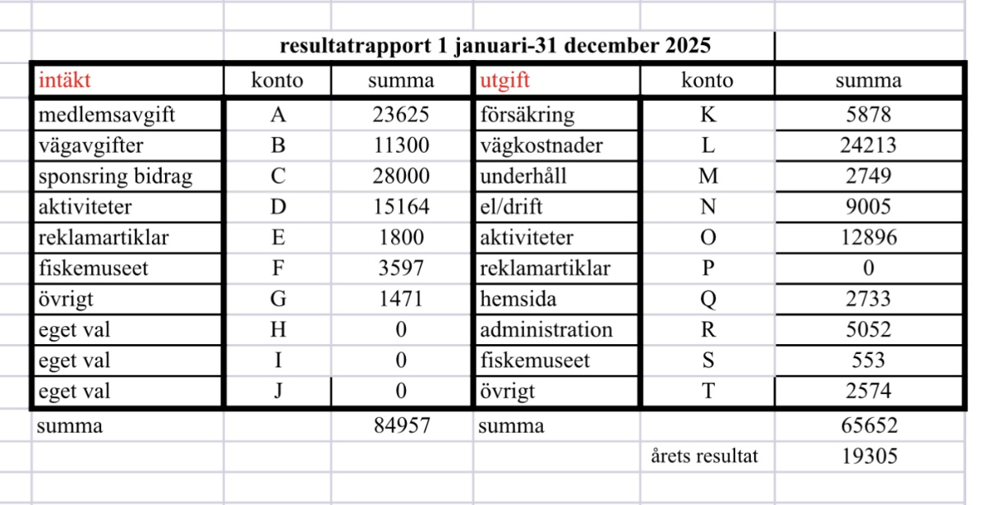 resultatrapport 1 januari-31 december 2025
intäkt konto summa utgift konto summa
medlemsavgift A 23625 försäkring K 5878
vägavgifter B 11300 vägkostnader L 24213
sponsring bidrag C 28000 underhåll M 2749
aktiviteter D 15164 el/drift N 9005
reklamartiklar E 1800 aktiviteter O 12896
fiskemuseet F 3597 reklamartiklar P 0
övrigt G 1471 hemsida Q 2733
eget val H 0 administration R 5052
eget val I 0 fiskemuseet S 553
eget val J 0 övrigt T 2574
summa 84957 summa 65652
årets resultat 19305